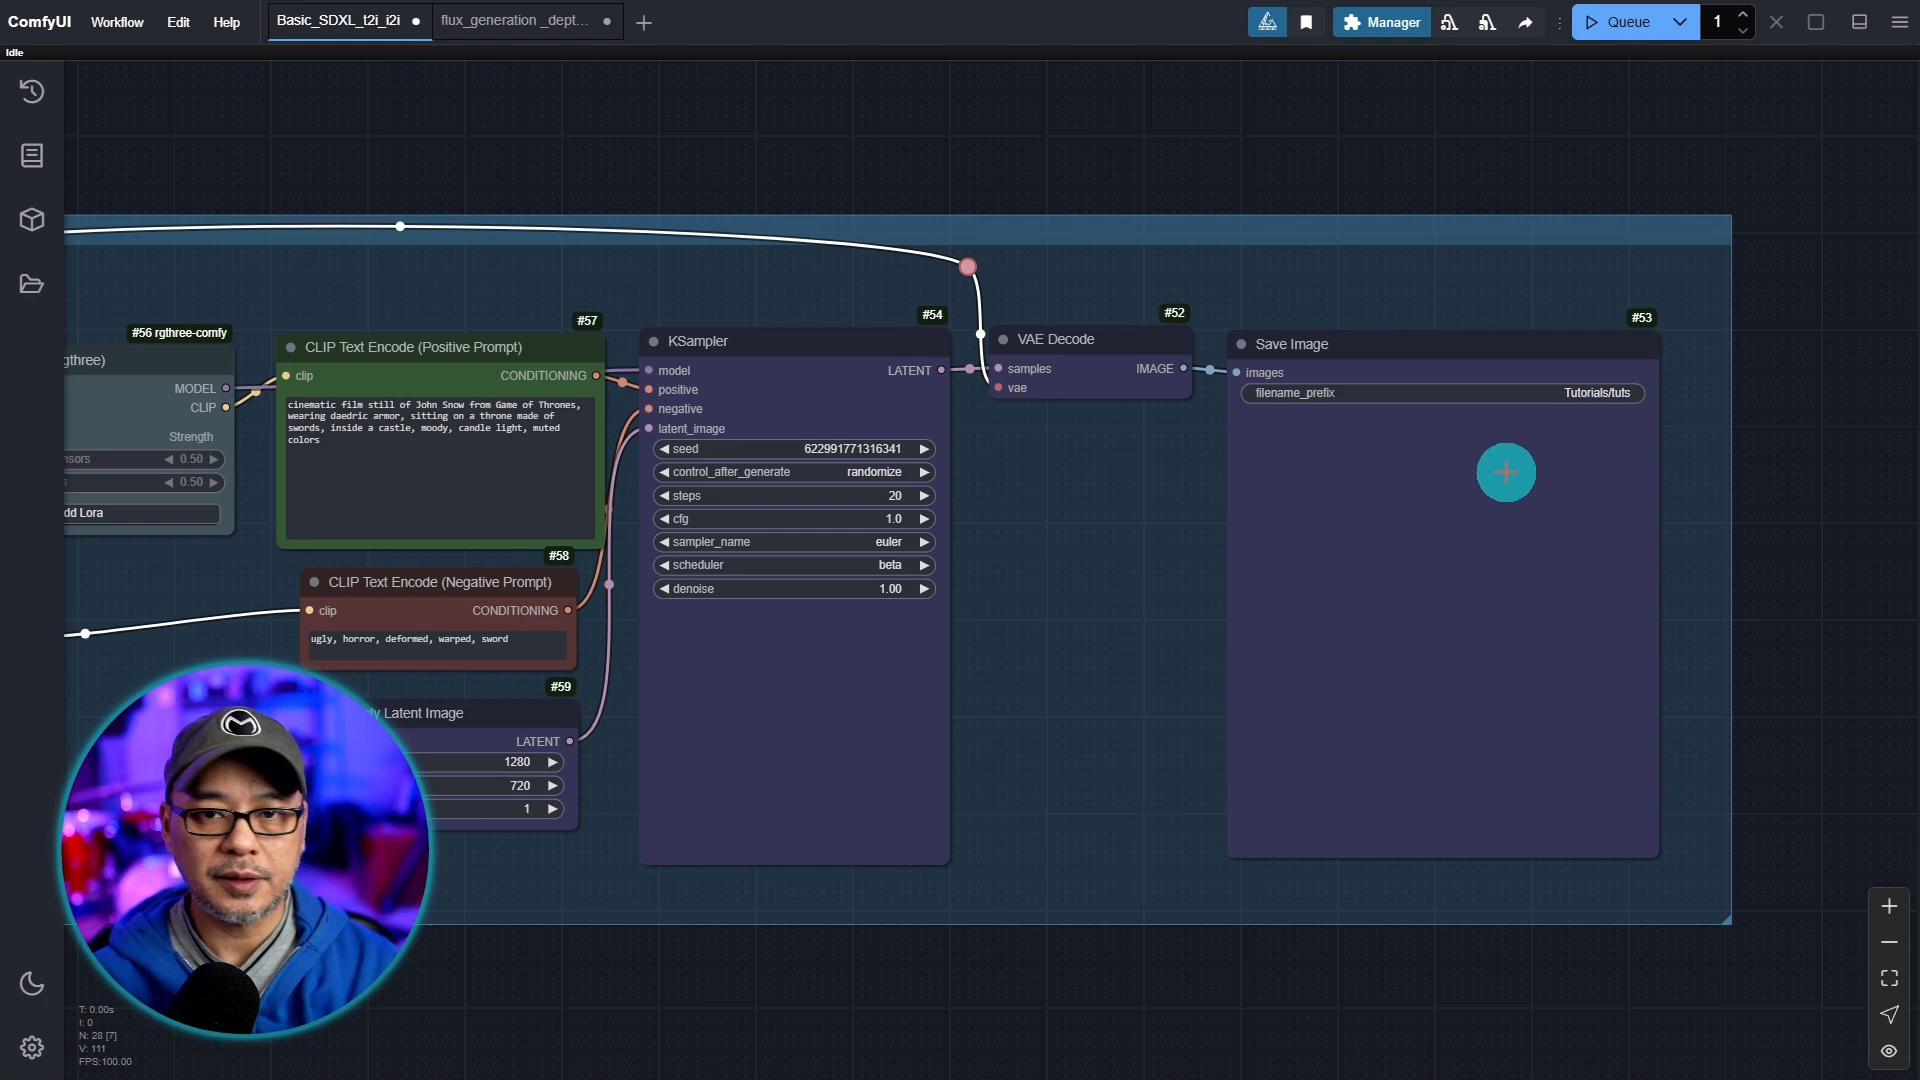 ComfyUI Workflow Edit Help Basic_SDXL_t2i_i2i flux_generation _dept... Manager Queue 1
Idle
#56 rgthree-comfy
gthree)
MODEL
CLIP
Strength
nsors 0.50
s 0.50
dd Lora
#57
CLIP Text Encode (Positive Prompt)
clip CONDITIONING
cinematic film still of John Snow from Game of Thrones,
wearing daedric armor, sitting on a throne made of
swords, inside a castle, moody, candle light, muted
colors
#58
CLIP Text Encode (Negative Prompt)
clip CONDITIONING
ugly, horror, deformed, warped, sword
#59
ty Latent Image
LATENT
1280
720
1
#54
KSampler
model LATENT
positive
negative
latent_image
seed 622991771316341
control_after_generate randomize
steps 20
cfg 1.0
sampler_name euler
scheduler beta
denoise 1.00
#52
VAE Decode
samples IMAGE
vae
#53
Save Image
images
filename_prefix Tutorials/tuts
T: 0.00s
I: 0
N: 28 [7]
V: 111
FPS:100.00